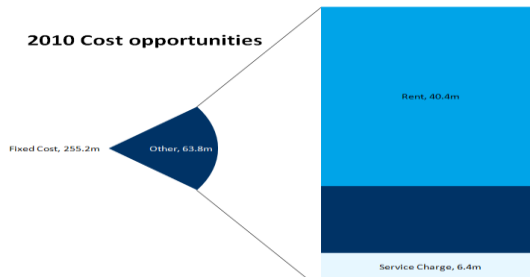 2010 Cost opportunities
Rent, 40.4m
Fixed Cost, 255.2m
Other, 63.8m
Service Charge, 6.4m